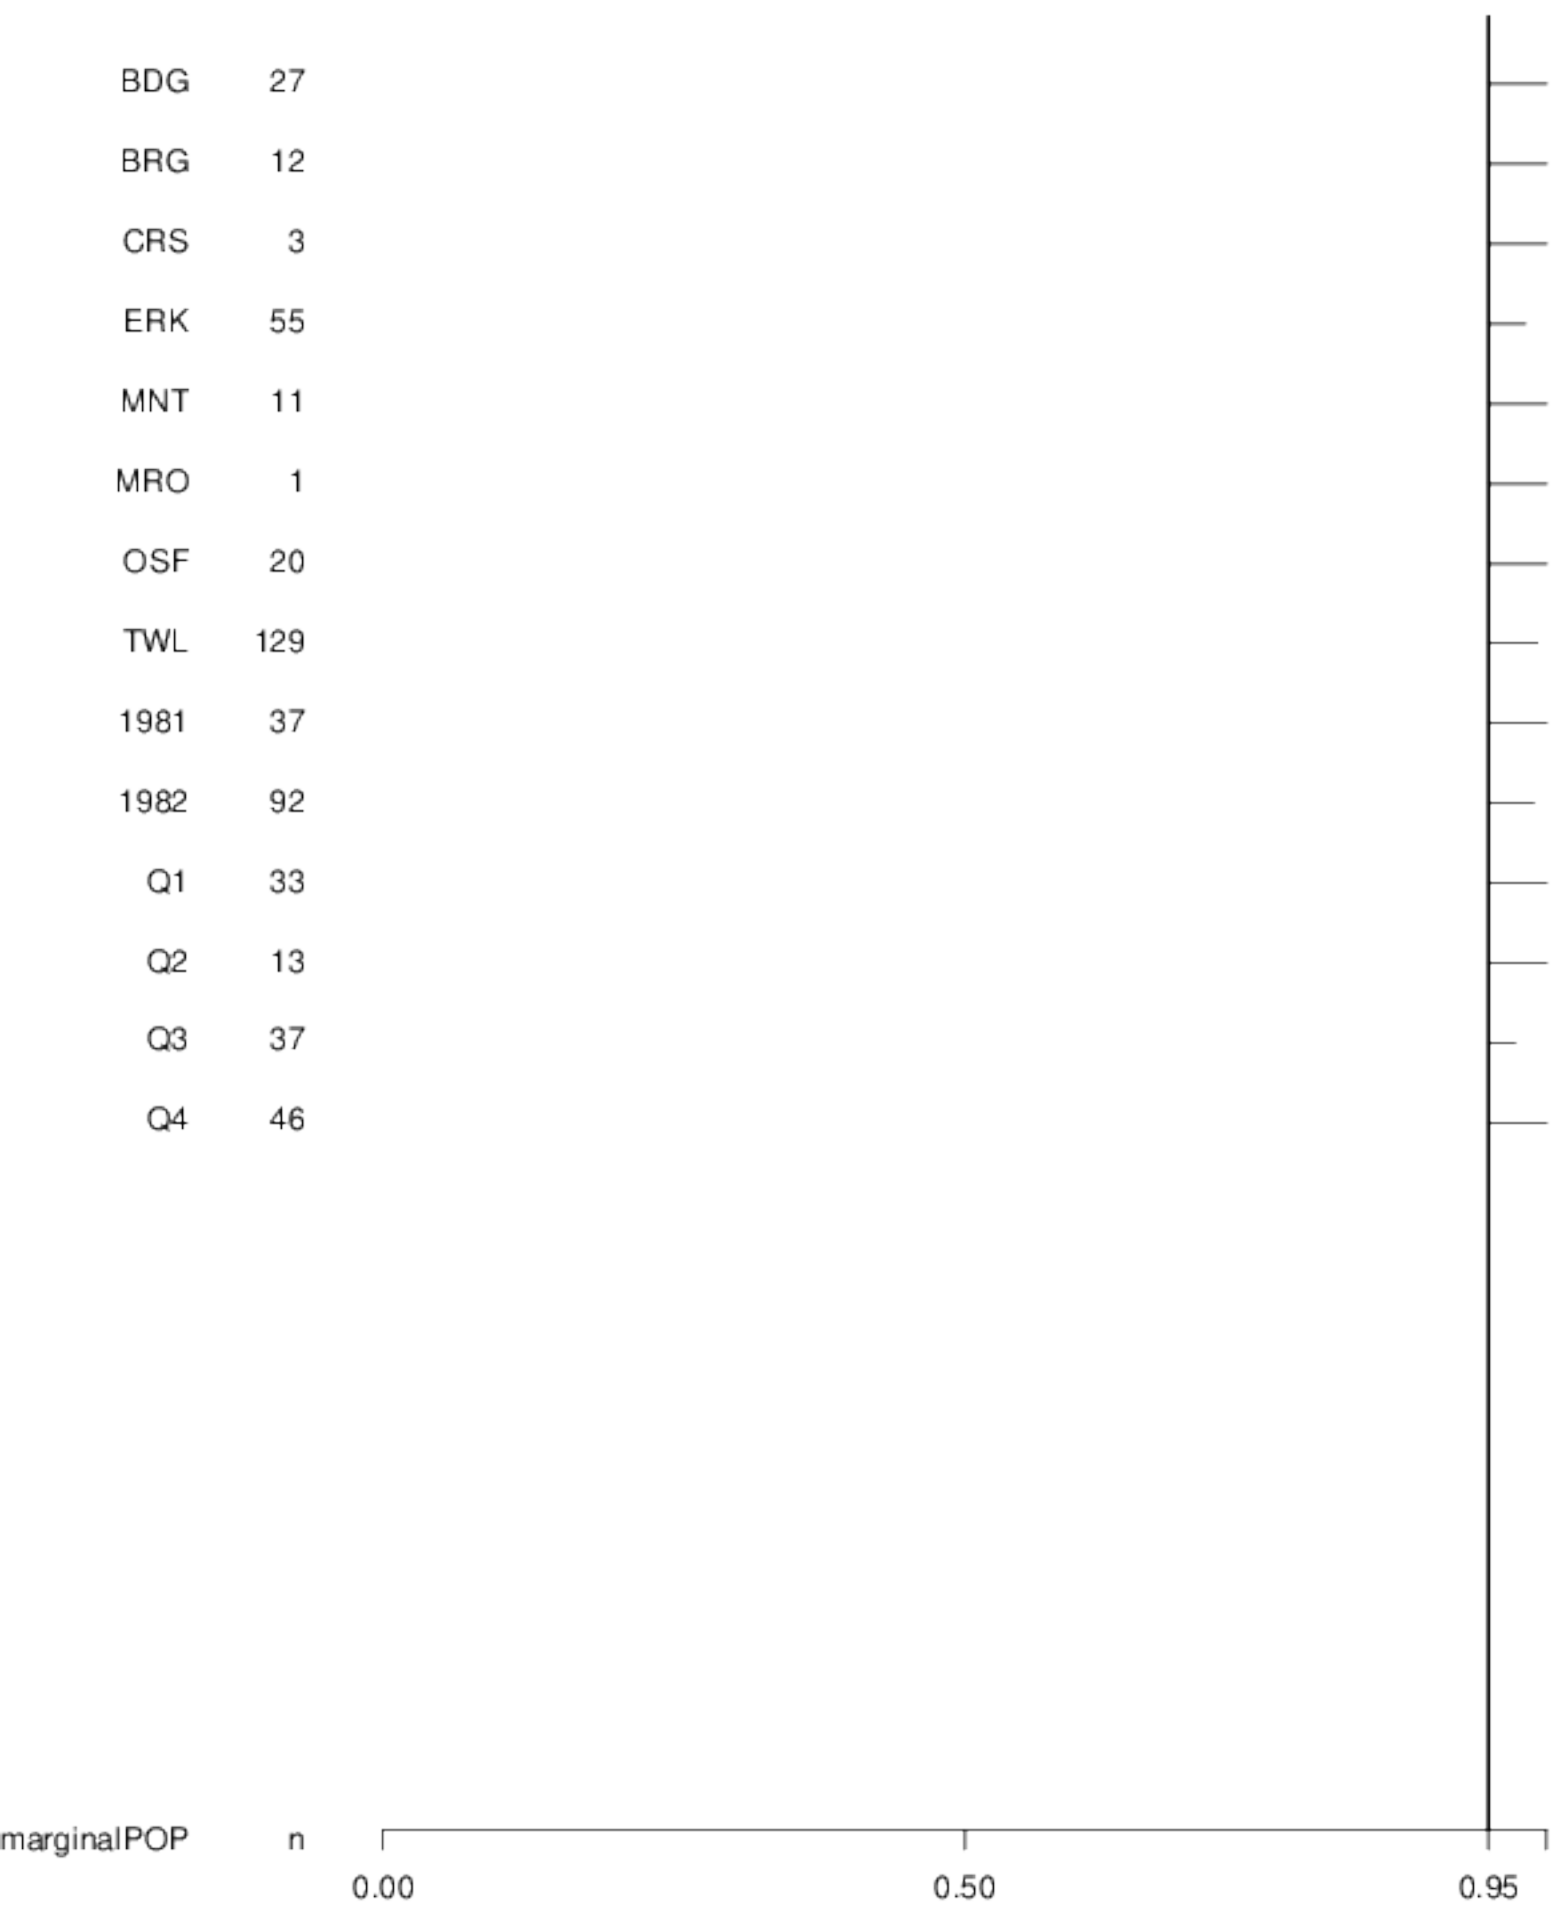 BDG 27
BRG 12
CRS 3
ERK 55
MNT 11
MRO 1
OSF 20
TWL 129
1981 37
1982 92
Q1 33
Q2 13
Q3 37
Q4 46
marginalPOP n
0.00 0.50 0.95